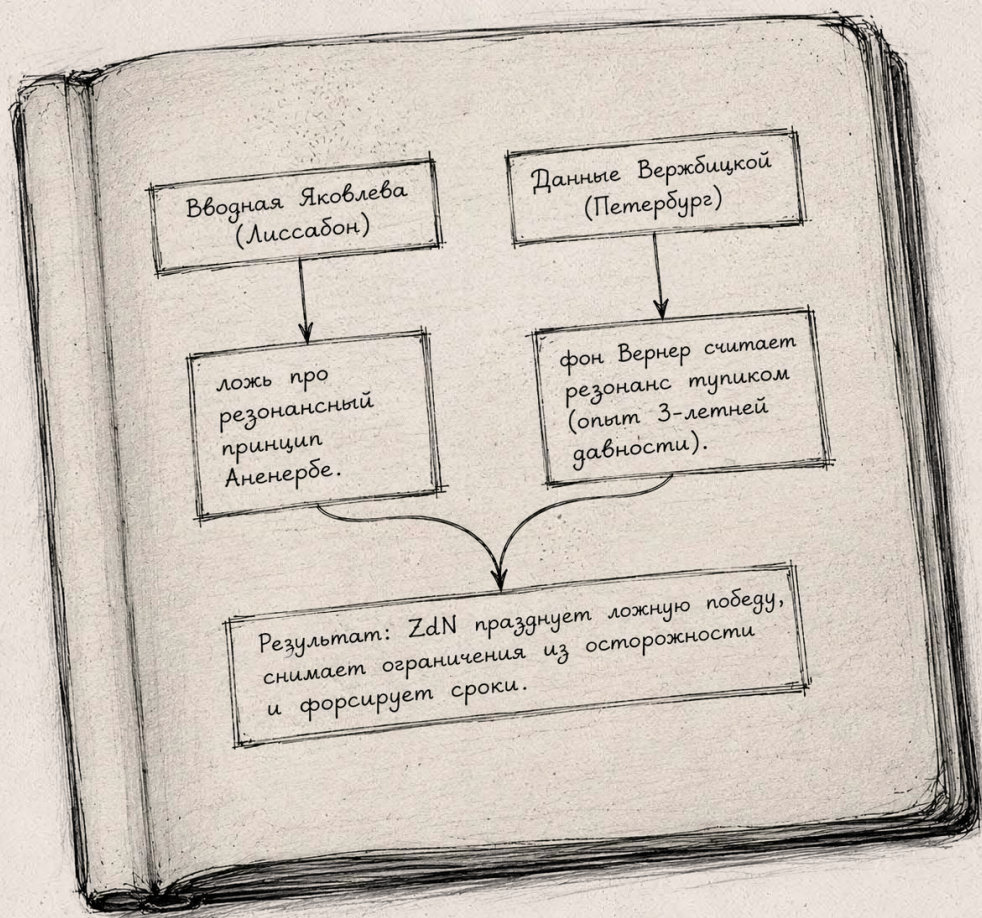 Вводная Яковлева
(Лиссабон)
Данные Вержбицкой
(Петербург)
ложь про
резонансный
принцип
Аненербе.
фон Вернер считает
резонанс тупиком
(опыт 3-летней
давности).
Результат: ZdN празднует ложную победу,
снимает ограничения из осторожности
и форсирует сроки.